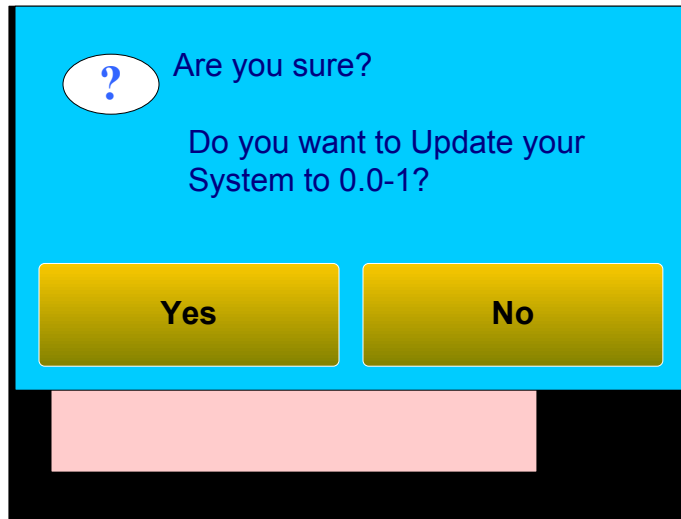 ?
Are you sure?
Do you want to Update your
System to 0.0-1?
Yes
No